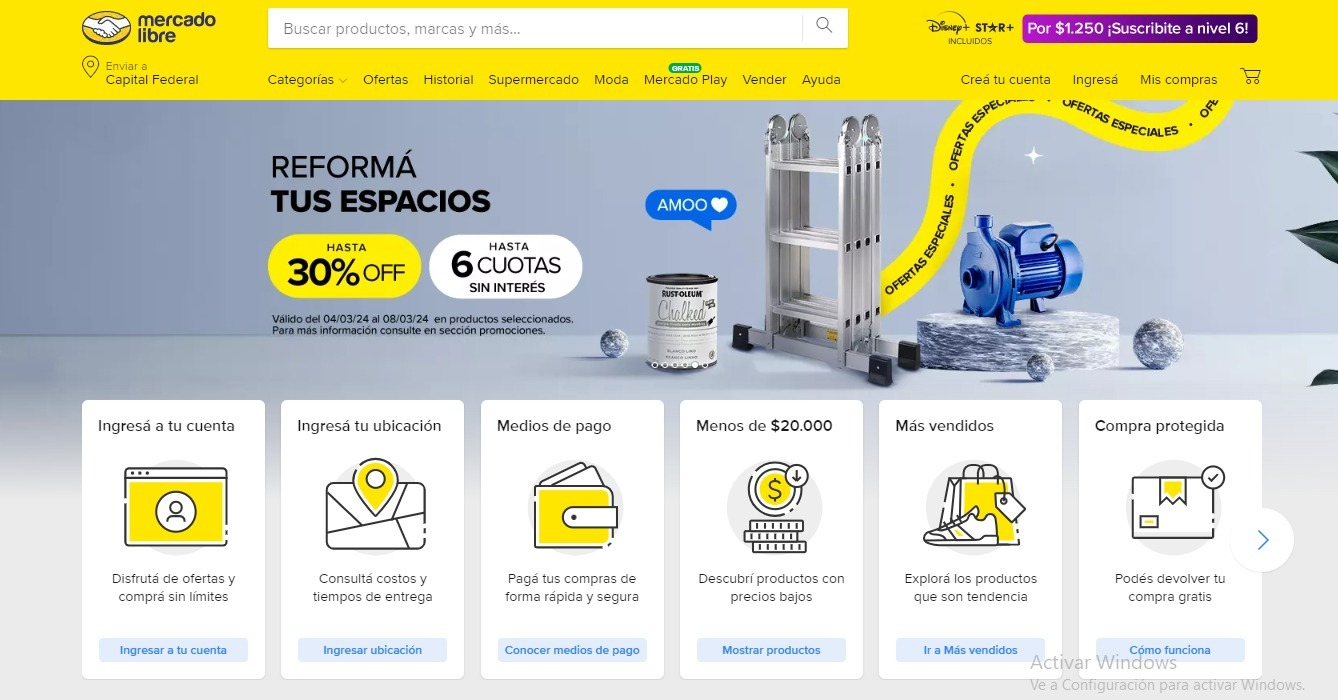 mercado
libre
Buscar productos, marcas y más...
Disney+ STAR+
INCLUIDOS
Por $1.250 ¡Suscribite a nivel 6!
Enviar a
Capital Federal
Categorías
Ofertas
Historial
Supermercado
Moda
GRATIS
Mercado Play
Vender
Ayuda
Creá tu cuenta
Ingresá
Mis compras
REFORMÁ
TUS ESPACIOS
HASTA
30% OFF
HASTA
6 CUOTAS
SIN INTERÉS
Válido del 04/03/24 al 08/03/24 en productos seleccionados.
Para más información consulte en sección promociones.
AMOO
RUST-OLEUM
Chalked
BLANCO LINO
OFERTAS ESPECIALES • OFERTAS ESPECIALES • OFERTAS ESPECIALES • OFERTAS ESPECIALES • OFE
Ingresá a tu cuenta
Disfrutá de ofertas y
comprá sin límites
Ingresar a tu cuenta
Ingresá tu ubicación
Consultá costos y
tiempos de entrega
Ingresar ubicación
Medios de pago
Pagá tus compras de
forma rápida y segura
Conocer medios de pago
Menos de $20.000
Descubrí productos con
precios bajos
Mostrar productos
Más vendidos
Explorá los productos
que son tendencia
Ir a Más vendidos
Compra protegida
Podés devolver tu
compra gratis
Cómo funciona
Activar Windows
Ve a Configuración para activar Windows.